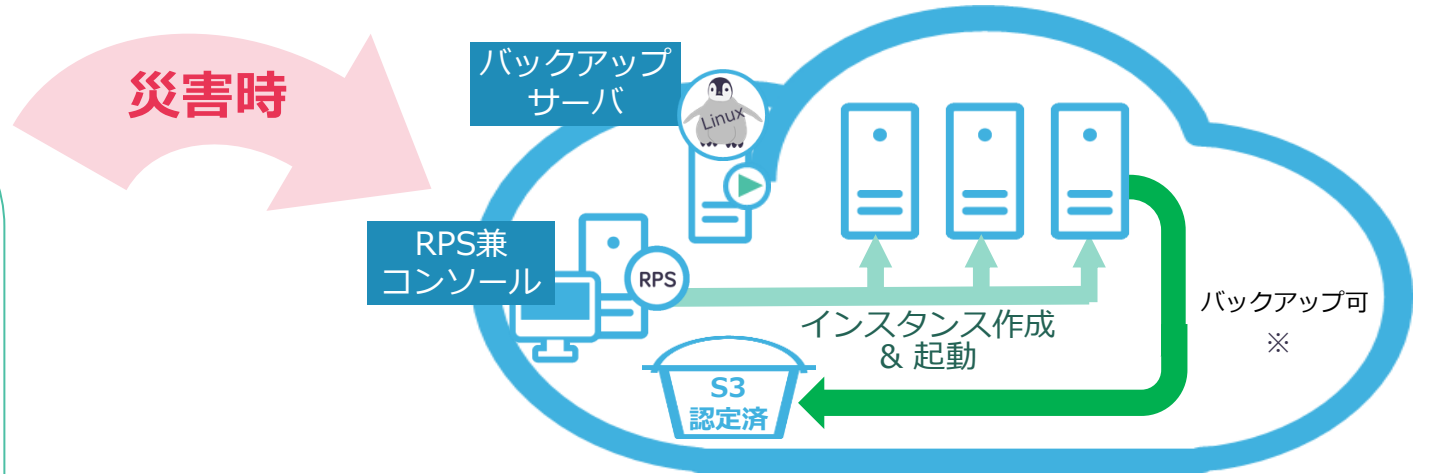 災害時
バックアップ
サーバ
Linux
RPS兼
コンソール
RPS
インスタンス作成
& 起動
バックアップ可
※
S3
認定済